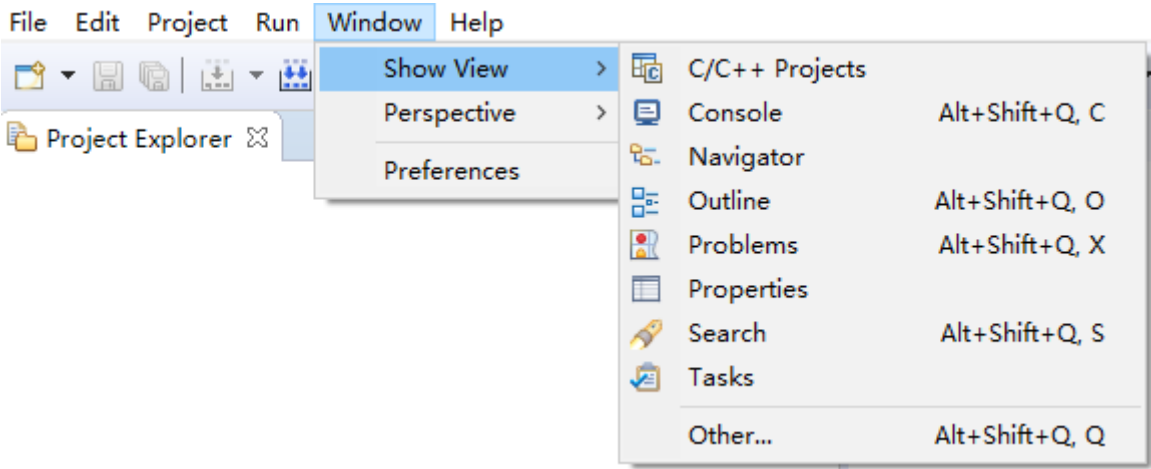 File Edit Project Run Window Help
Show View
Perspective
Preferences
Project Explorer
C/C++ Projects
Console Alt+Shift+Q, C
Navigator
Outline Alt+Shift+Q, O
Problems Alt+Shift+Q, X
Properties
Search Alt+Shift+Q, S
Tasks
Other... Alt+Shift+Q, Q